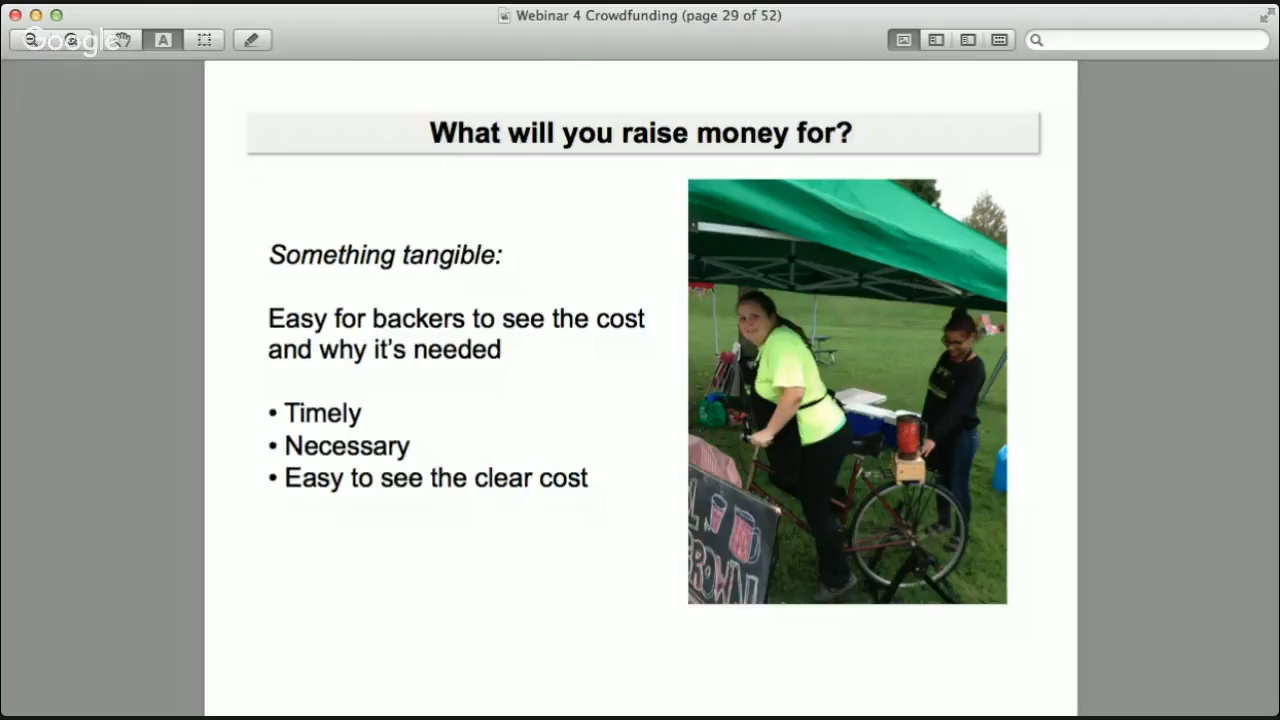 Webinar 4 Crowdfunding (page 29 of 52)
Google
A
What will you raise money for?
Something tangible:
Easy for backers to see the cost
and why it's needed
• Timely
• Necessary
• Easy to see the clear cost